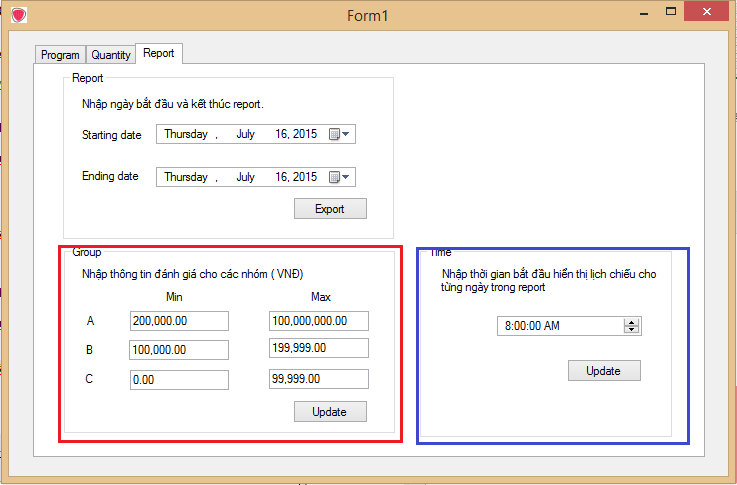 Form1
Program Quantity Report
Report
Nhập ngày bắt đầu và kết thúc report.
Starting date Thursday , July 16, 2015
Ending date Thursday , July 16, 2015
Export
Group
Nhập thông tin đánh giá cho các nhóm ( VNĐ)
Min Max
A 200,000.00 100,000,000.00
B 100,000.00 199,999.00
C 0.00 99,999.00
Update
Time
Nhập thời gian bắt đầu hiển thị lịch chiếu cho
từng ngày trong report
8:00:00 AM
Update